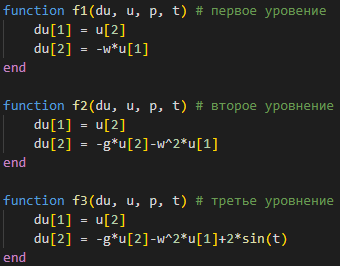 function f1(du, u, p, t) # первое уровение
du[1] = u[2]
du[2] = -w*u[1]
end
function f2(du, u, p, t) # второе уровнение
du[1] = u[2]
du[2] = -g*u[2]-w^2*u[1]
end
function f3(du, u, p, t) # третье уровнение
du[1] = u[2]
du[2] = -g*u[2]-w^2*u[1]+2*sin(t)
end